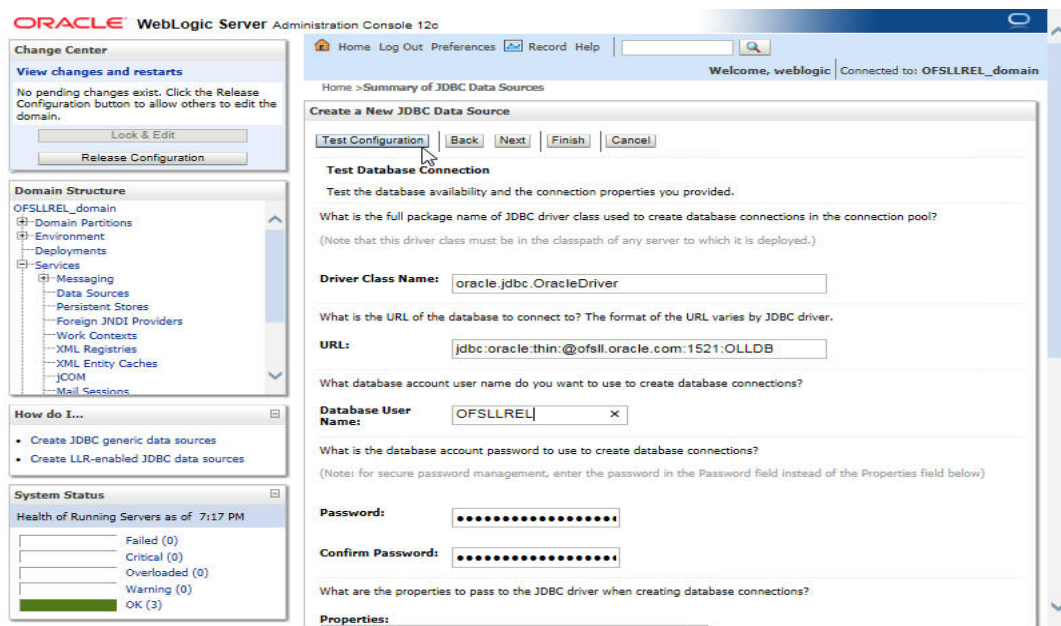 ORACLE WebLogic Server Administration Console 12c
Change Center
View changes and restarts
No pending changes exist. Click the Release
Configuration button to allow others to edit the
domain.
Lock & Edit
Release Configuration
Domain Structure
OFSLLREL_domain
Domain Partitions
Environment
Deployments
Services
Messaging
Data Sources
Persistent Stores
Foreign JNDI Providers
Work Contexts
XML Registries
XML Entity Caches
jCOM
Mail Sessions
How do I...
Create JDBC generic data sources
Create LLR-enabled JDBC data sources
System Status
Health of Running Servers as of 7:17 PM
Failed (0)
Critical (0)
Overloaded (0)
Warning (0)
OK (3)
Home Log Out Preferences Record Help
Welcome, weblogic Connected to: OFSLLREL_domain
Home >Summary of JDBC Data Sources
Create a New JDBC Data Source
Test Configuration Back Next Finish Cancel
Test Database Connection
Test the database availability and the connection properties you provided.
What is the full package name of JDBC driver class used to create database connections in the connection pool?
(Note that this driver class must be in the classpath of any server to which it is deployed.)
Driver Class Name: oracle.jdbc.OracleDriver
What is the URL of the database to connect to? The format of the URL varies by JDBC driver.
URL: jdbc:oracle:thin:@ofsll.oracle.com:1521:OLLDB
What database account user name do you want to use to create database connections?
Database User
Name: OFSLLREL
What is the database account password to use to create database connections?
(Note: for secure password management, enter the password in the Password field instead of the Properties field below)
Password:
Confirm Password:
What are the properties to pass to the JDBC driver when creating database connections?
Properties: